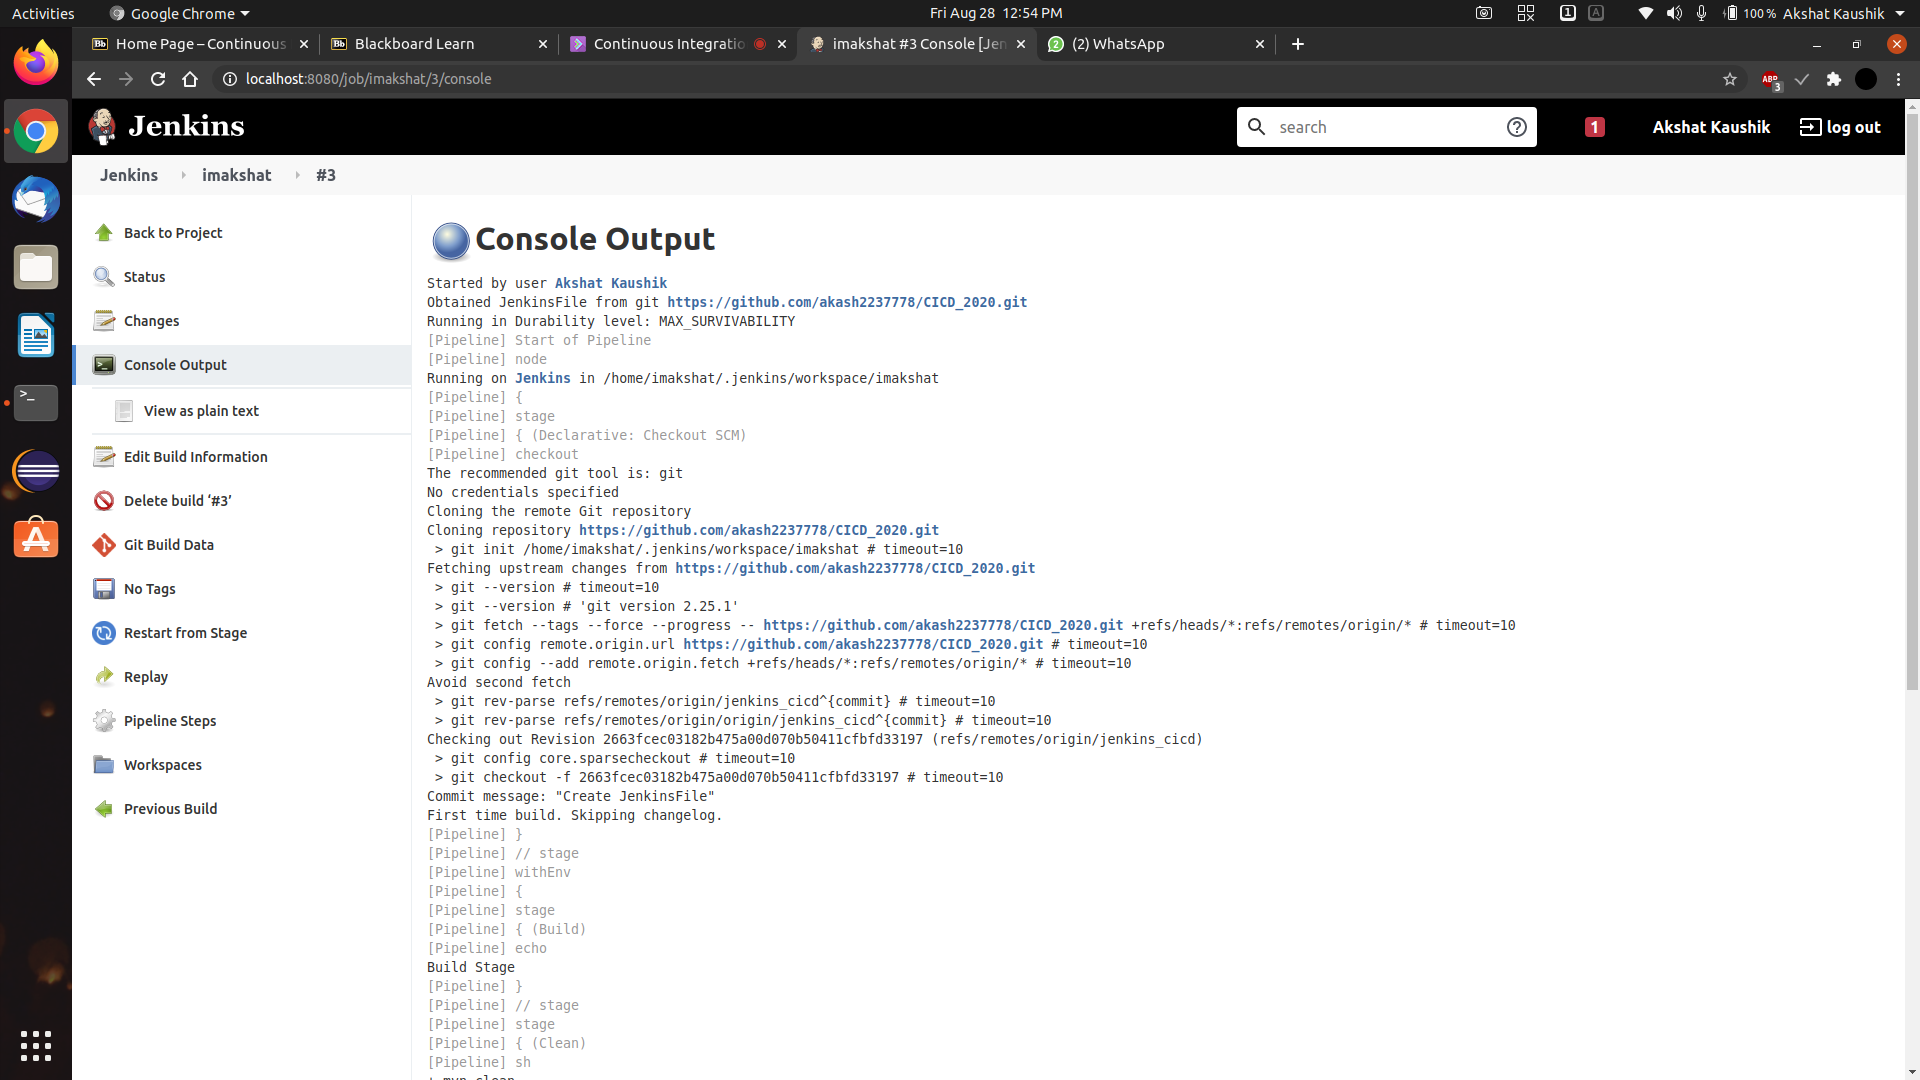 Activities
Google Chrome
Fri Aug 28 12:54 PM
1
A
100 %
Akshat Kaushik
Bb
Home Page – Continuous
Bb
Blackboard Learn
Continuous Integratio
imakshat #3 Console [Jen
2
(2) WhatsApp
localhost:8080/job/imakshat/3/console
ABP
3
Jenkins
search
1
Akshat Kaushik
log out
Jenkins
imakshat
#3
Back to Project
Status
Changes
Console Output
View as plain text
Edit Build Information
Delete build ‘#3’
Git Build Data
No Tags
Restart from Stage
Replay
Pipeline Steps
Workspaces
Previous Build
Console Output
Started by user Akshat Kaushik
Obtained JenkinsFile from git https://github.com/akash2237778/CICD_2020.git
Running in Durability level: MAX_SURVIVABILITY
[Pipeline] Start of Pipeline
[Pipeline] node
Running on Jenkins in /home/imakshat/.jenkins/workspace/imakshat
[Pipeline] {
[Pipeline] stage
[Pipeline] { (Declarative: Checkout SCM)
[Pipeline] checkout
The recommended git tool is: git
No credentials specified
Cloning the remote Git repository
Cloning repository https://github.com/akash2237778/CICD_2020.git
> git init /home/imakshat/.jenkins/workspace/imakshat # timeout=10
Fetching upstream changes from https://github.com/akash2237778/CICD_2020.git
> git --version # timeout=10
> git --version # 'git version 2.25.1'
> git fetch --tags --force --progress -- https://github.com/akash2237778/CICD_2020.git +refs/heads/*:refs/remotes/origin/* # timeout=10
> git config remote.origin.url https://github.com/akash2237778/CICD_2020.git # timeout=10
> git config --add remote.origin.fetch +refs/heads/*:refs/remotes/origin/* # timeout=10
Avoid second fetch
> git rev-parse refs/remotes/origin/jenkins_cicd^{commit} # timeout=10
> git rev-parse refs/remotes/origin/origin/jenkins_cicd^{commit} # timeout=10
Checking out Revision 2663fcec03182b475a00d070b50411cfbfd33197 (refs/remotes/origin/jenkins_cicd)
> git config core.sparsecheckout # timeout=10
> git checkout -f 2663fcec03182b475a00d070b50411cfbfd33197 # timeout=10
Commit message: "Create JenkinsFile"
First time build. Skipping changelog.
[Pipeline] }
[Pipeline] // stage
[Pipeline] withEnv
[Pipeline] {
[Pipeline] stage
[Pipeline] { (Build)
[Pipeline] echo
Build Stage
[Pipeline] }
[Pipeline] // stage
[Pipeline] stage
[Pipeline] { (Clean)
[Pipeline] sh
+ mvn clean